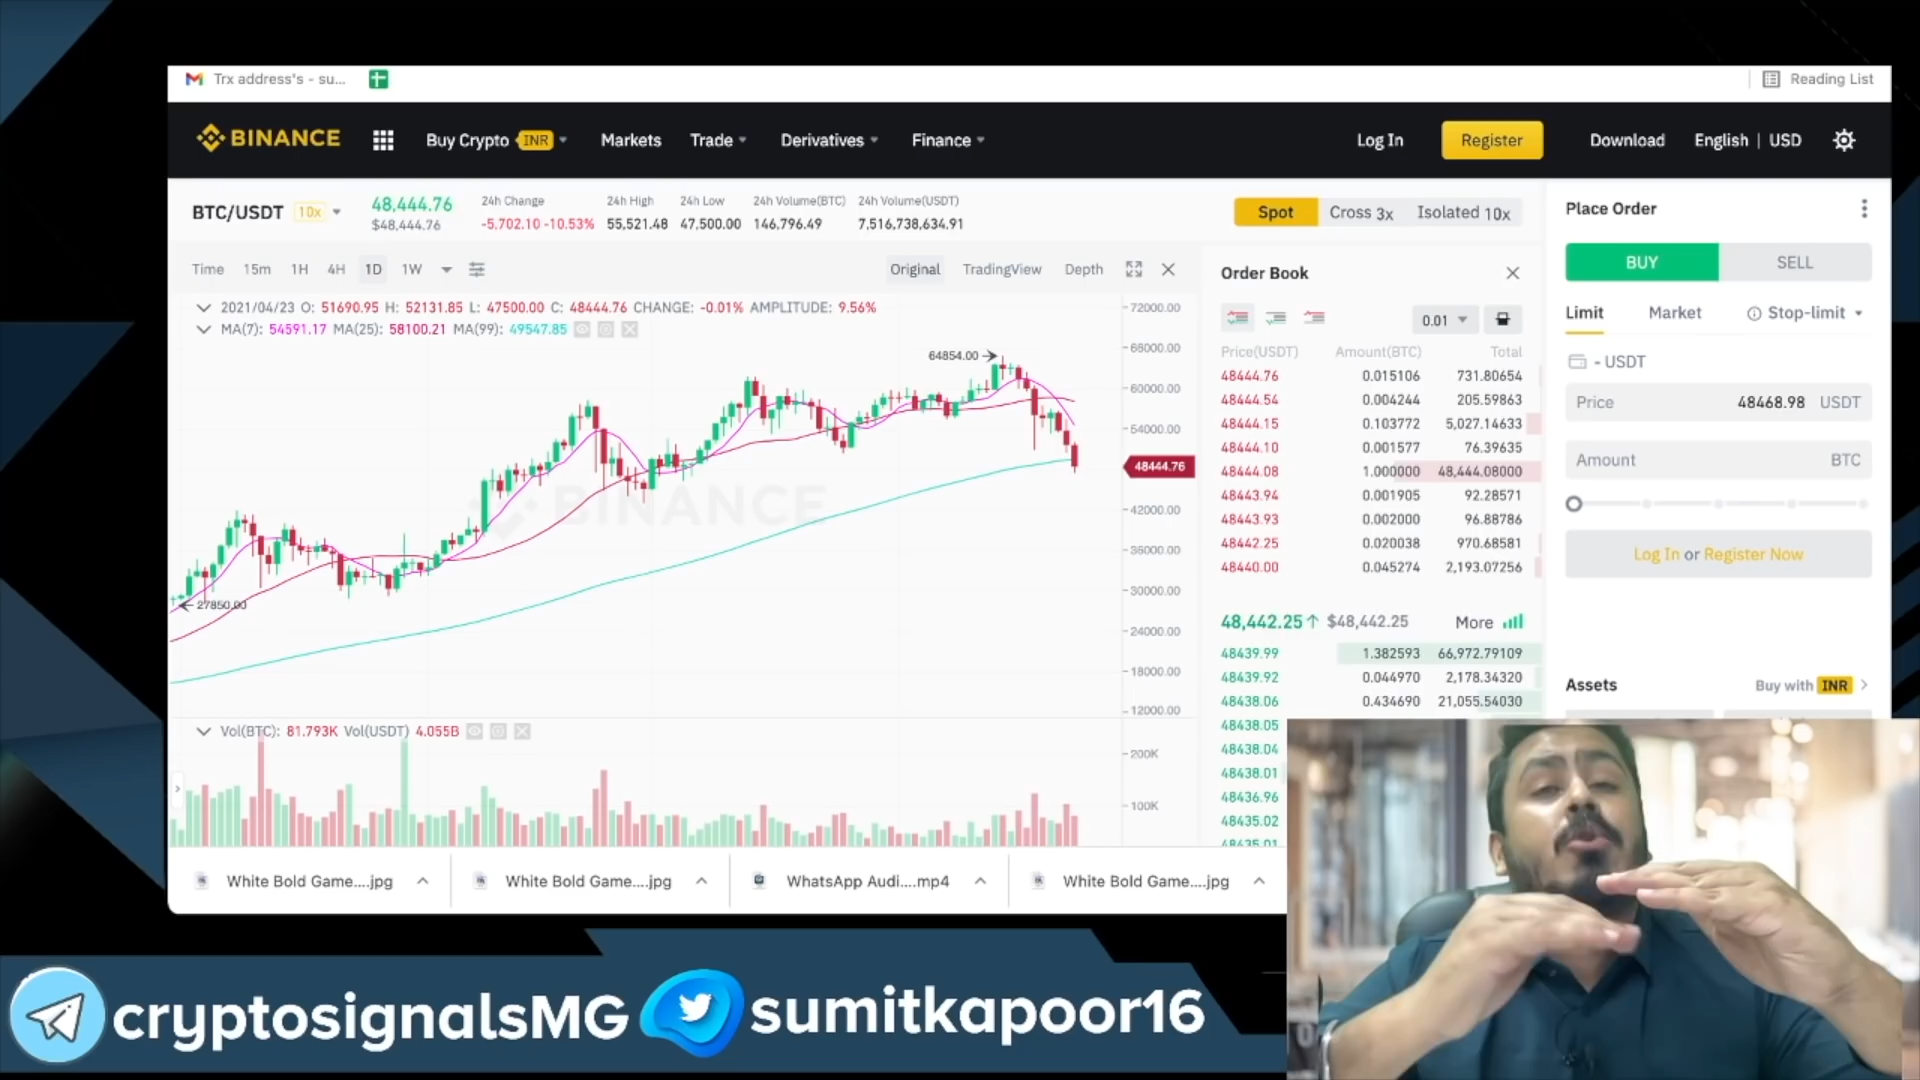 Trx address's - su...
Reading List
BINANCE
Buy Crypto INR
Markets
Trade
Derivatives
Finance
Log In
Register
Download
English | USD
BTC/USDT 10x
48,444.76
$48,444.76
24h Change
-5,702.10 -10.53%
24h High
55,521.48
24h Low
47,500.00
24h Volume(BTC)
146,796.49
24h Volume(USDT)
7,516,738,634.91
Spot
Cross 3x
Isolated 10x
Time 15m 1H 4H 1D 1W
Original TradingView Depth
2021/04/23 O: 51690.95 H: 52131.85 L: 47500.00 C: 48444.76 CHANGE: -0.01% AMPLITUDE: 9.56%
MA(7): 54591.17 MA(25): 58100.21 MA(99): 49547.85
64854.00
27850.00
BINANCE
72000.00
68000.00
60000.00
54000.00
48444.76
42000.00
36000.00
30000.00
24000.00
18000.00
12000.00
Vol(BTC): 81.793K Vol(USDT) 4.055B
200K
100K
Order Book
0.01
Price(USDT) Amount(BTC) Total
48444.76 0.015106 731.80654
48444.54 0.004244 205.59863
48444.15 0.103772 5,027.14633
48444.10 0.001577 76.39635
48444.08 1.000000 48,444.08000
48443.94 0.001905 92.28571
48443.93 0.002000 96.88786
48442.25 0.020038 970.68581
48440.00 0.045274 2,193.07256
48,442.25↑ $48,442.25 More
48439.99 1.382593 66,972.79109
48439.92 0.044970 2,178.34320
48438.06 0.434690 21,055.54030
48438.05
48438.04
48438.01
48436.96
48435.02
48435.01
Place Order
BUY
SELL
Limit
Market
Stop-limit
- USDT
Price 48468.98 USDT
Amount BTC
Log In or Register Now
Assets
Buy with INR
White Bold Game....jpg
White Bold Game....jpg
WhatsApp Audi....mp4
White Bold Game....jpg
cryptosignalsMG
sumitkapoor16